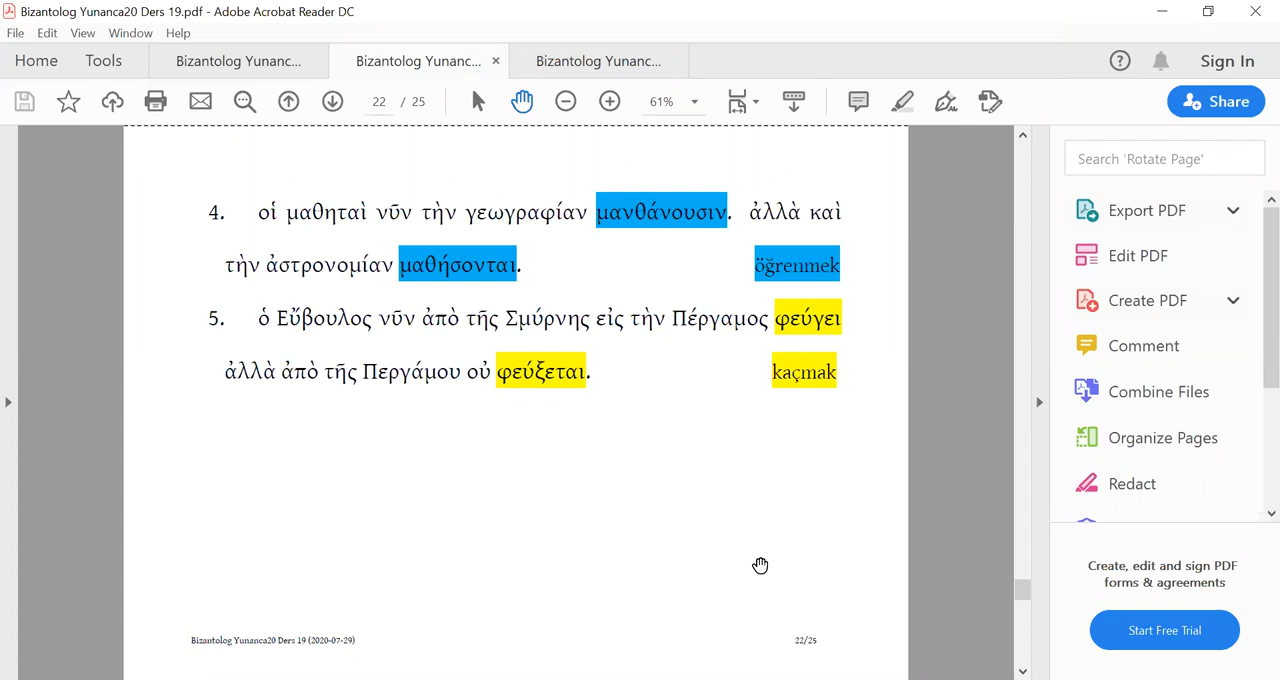 Bizantolog Yunanca20 Ders 19.pdf - Adobe Acrobat Reader DC
File Edit View Window Help
Home Tools Bizantolog Yunanc... Bizantolog Yunanc... × Bizantolog Yunanc... Sign In
22 / 25 61% Share
4. οἱ μαθηταὶ νῦν τὴν γεωγραφίαν μανθάνουσιν. ἀλλὰ καὶ
τὴν ἀστρονομίαν μαθήσονται. öğrenmek
5. ὁ Εὔβουλος νῦν ἀπὸ τῆς Σμύρνης εἰς τὴν Πέργαμος φεύγει
ἀλλὰ ἀπὸ τῆς Περγάμου οὐ φεύξεται. kaçmak
Bizantolog Yunanca20 Ders 19 (2020-07-29) 22/25
Search 'Rotate Page'
Export PDF
Edit PDF
Create PDF
Comment
Combine Files
Organize Pages
Redact
Create, edit and sign PDF
forms & agreements
Start Free Trial